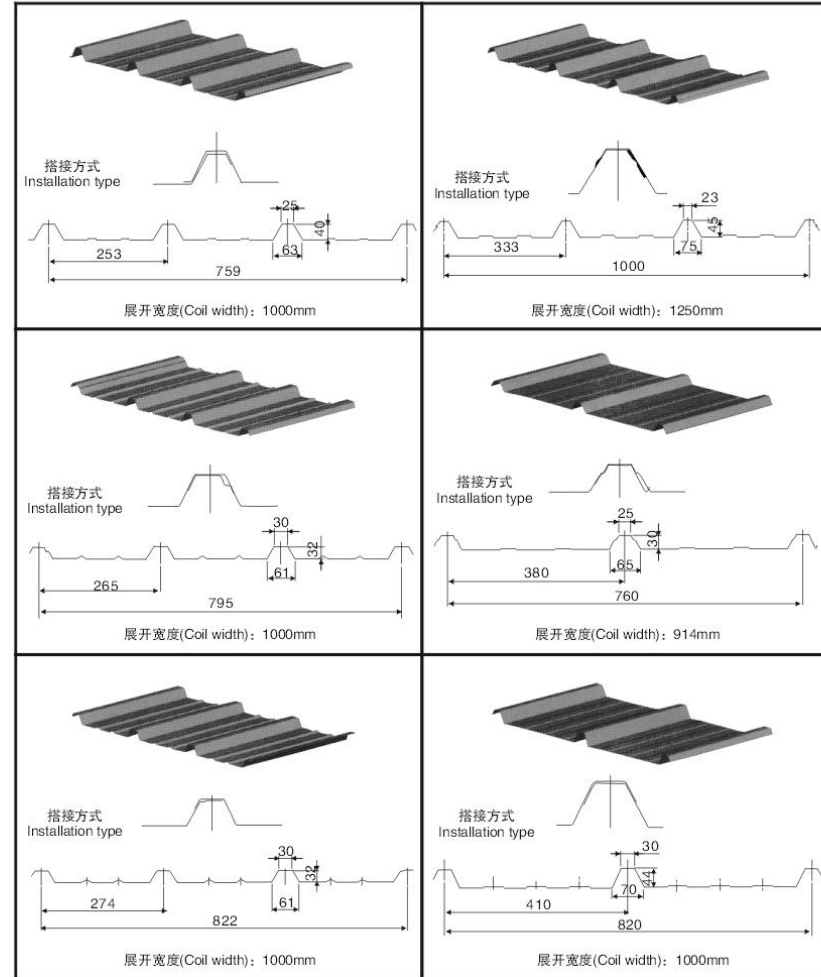 搭接方式
Installation type
25
40
63
253
759
展开宽度(Coil width): 1000mm
搭接方式
Installation type
23
45
75
333
1000
展开宽度(Coil width): 1250mm
搭接方式
Installation type
30
32
61
265
795
展开宽度(Coil width): 1000mm
搭接方式
Installation type
25
30
65
380
760
展开宽度(Coil width): 914mm
搭接方式
Installation type
30
32
61
274
822
展开宽度(Coil width): 1000mm
搭接方式
Installation type
30
44
70
410
820
展开宽度(Coil width): 1000mm